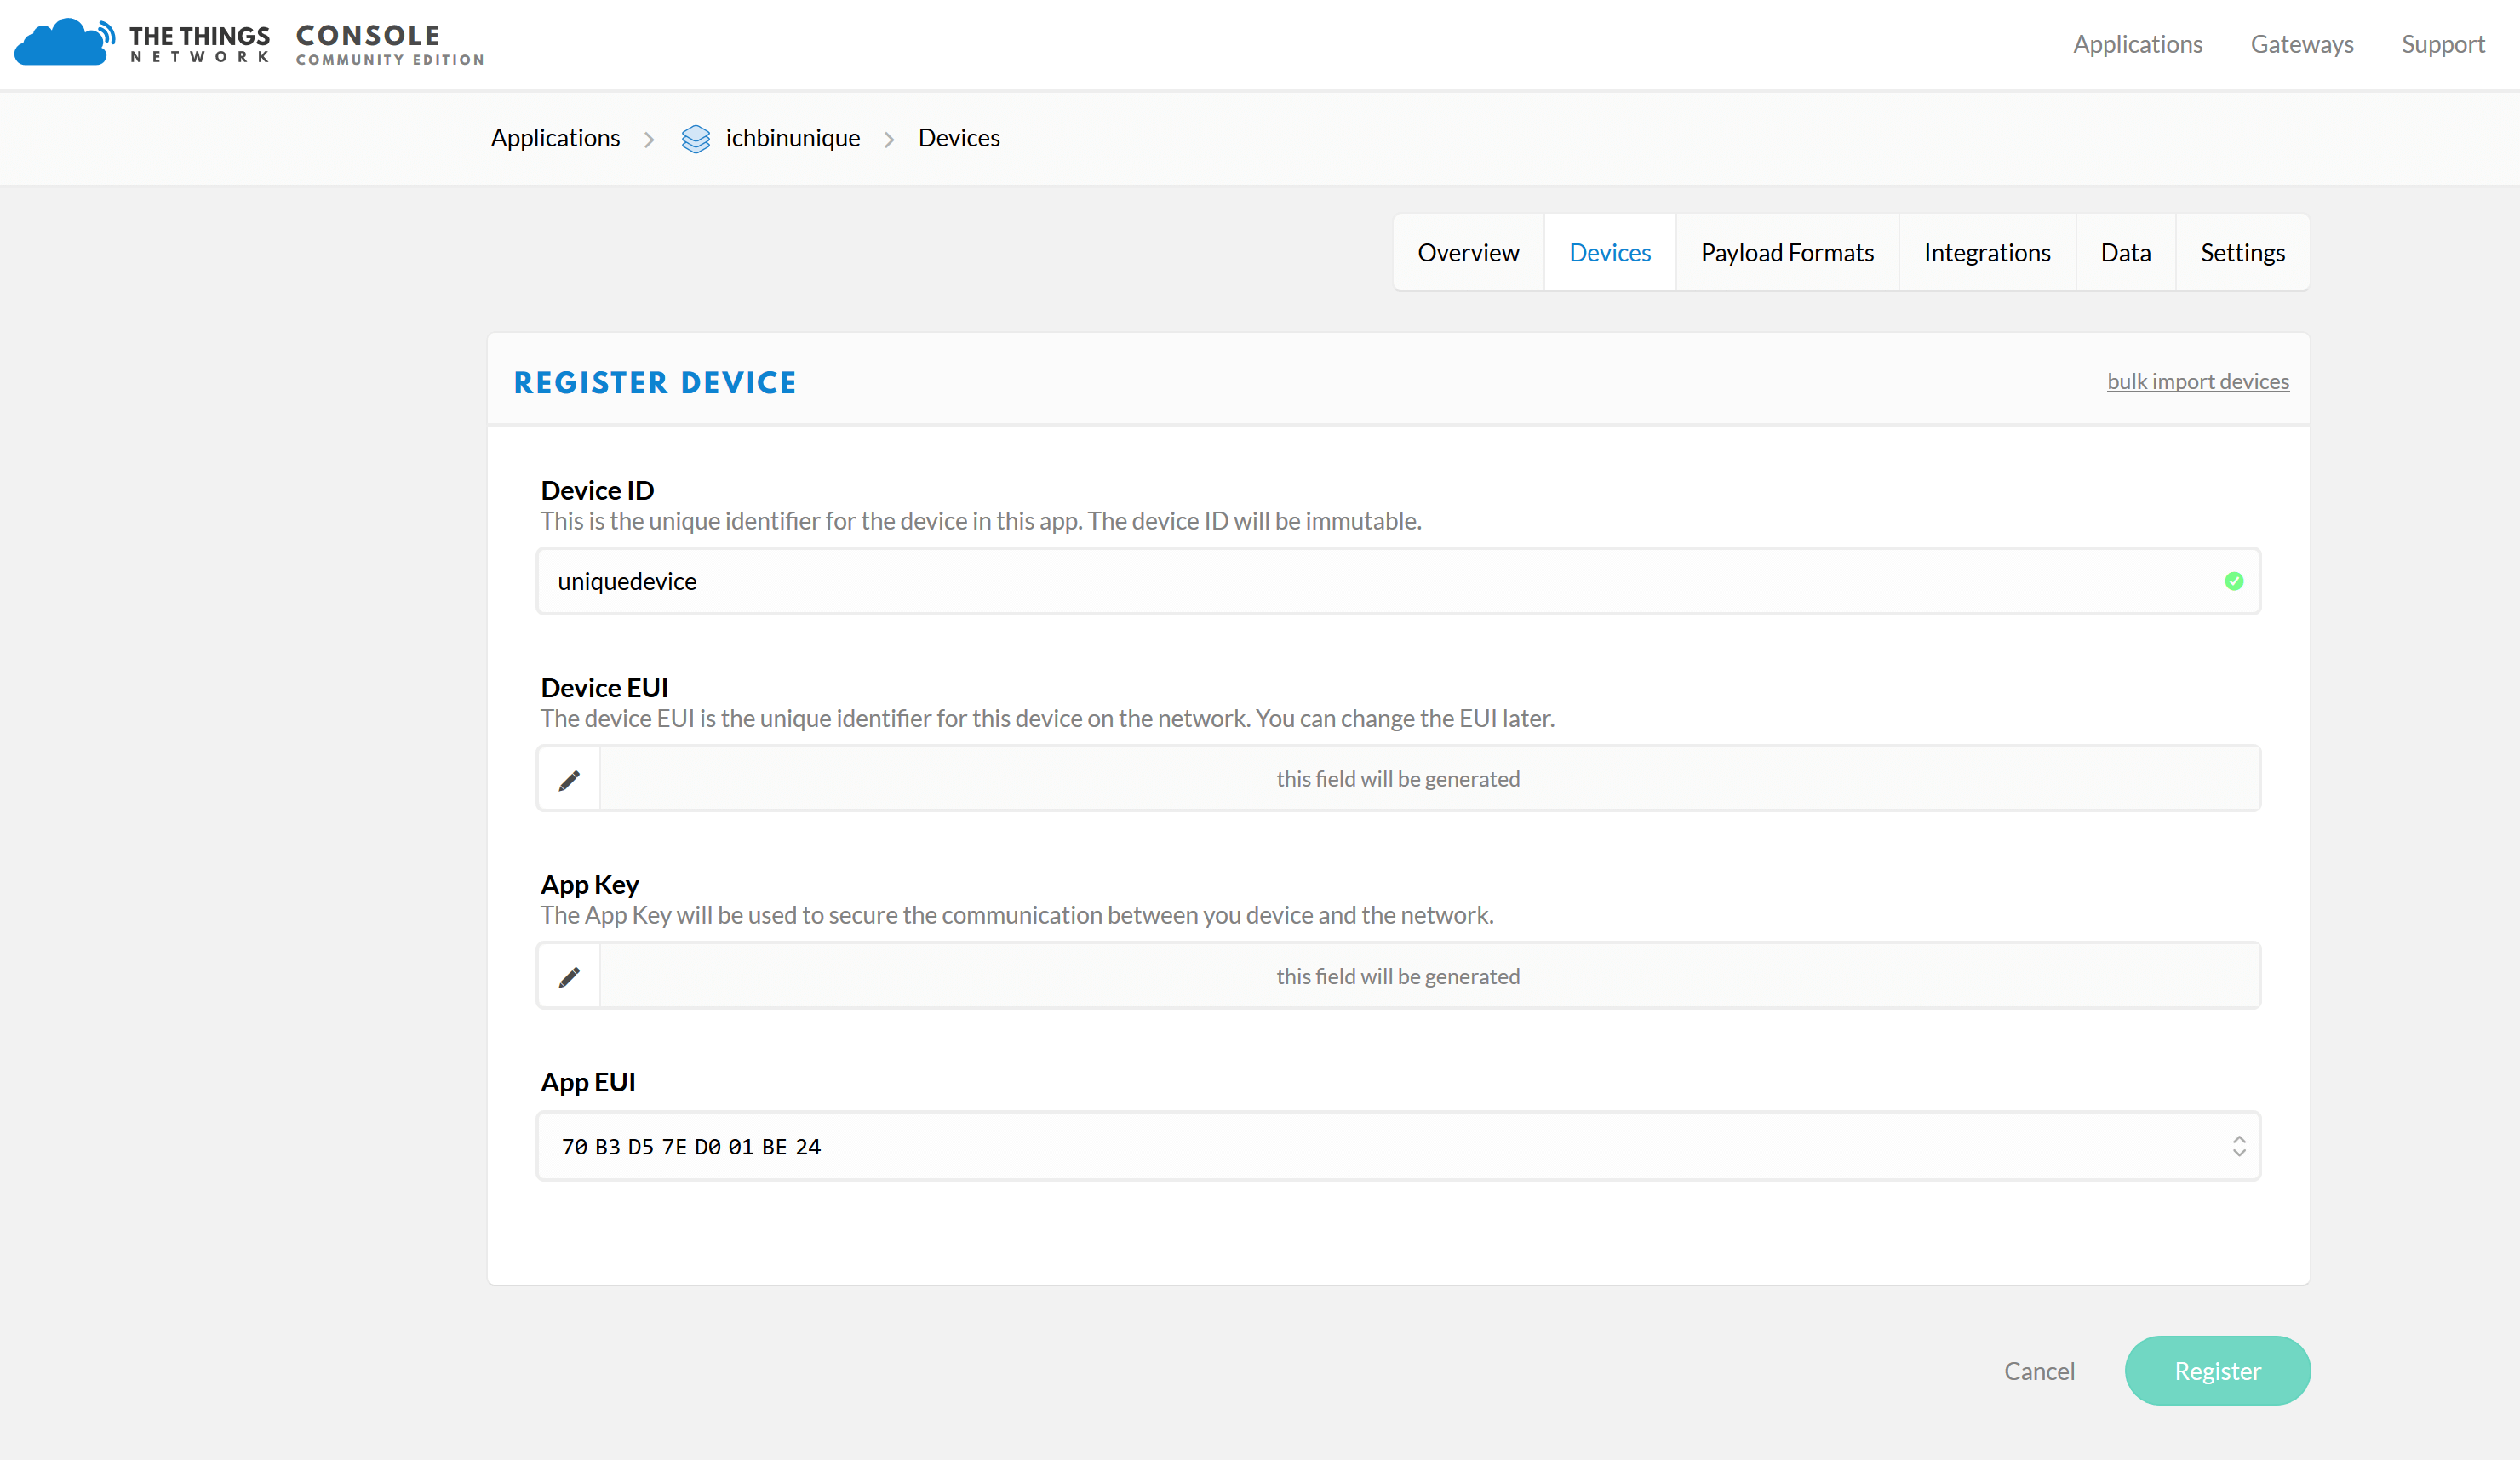 THE THINGS
NETWORK
CONSOLE
COMMUNITY EDITION
Applications
Gateways
Support
Applications
ichbinunique
Devices
Overview
Devices
Payload Formats
Integrations
Data
Settings
REGISTER DEVICE
bulk import devices
Device ID
This is the unique identifier for the device in this app. The device ID will be immutable.
uniquedevice
Device EUI
The device EUI is the unique identifier for this device on the network. You can change the EUI later.
this field will be generated
App Key
The App Key will be used to secure the communication between you device and the network.
this field will be generated
App EUI
70 B3 D5 7E D0 01 BE 24
Cancel
Register